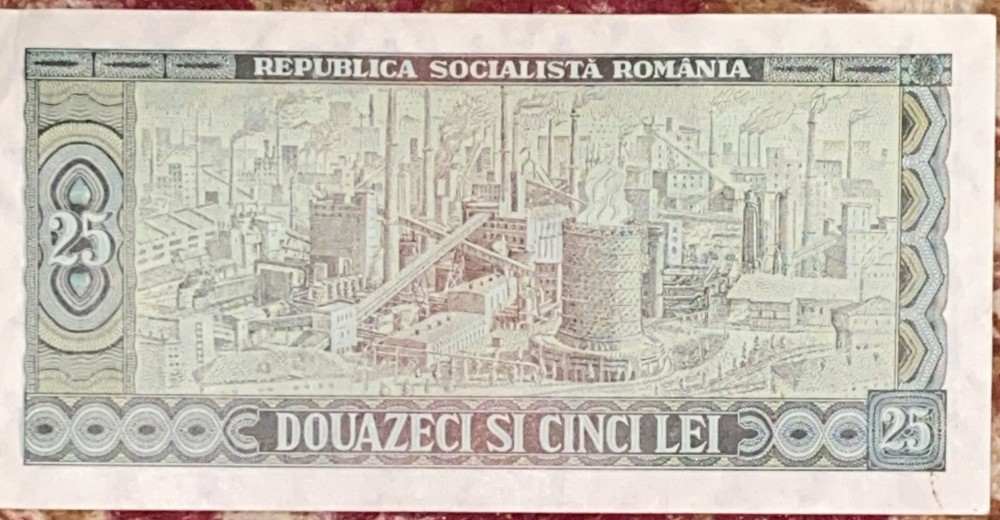 REPUBLICA SOCIALISTĂ ROMÂNIA
25
DOUAZECI SI CINCI LEI
25